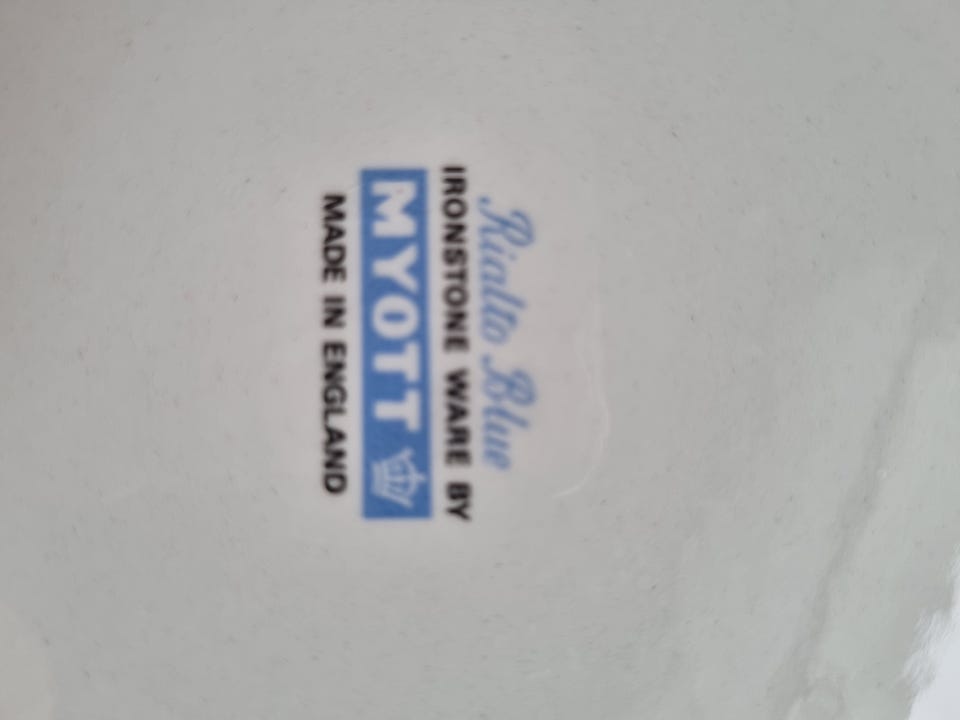 Rialto Blue
IRONSTONE WARE BY
MYOTT
MADE IN ENGLAND